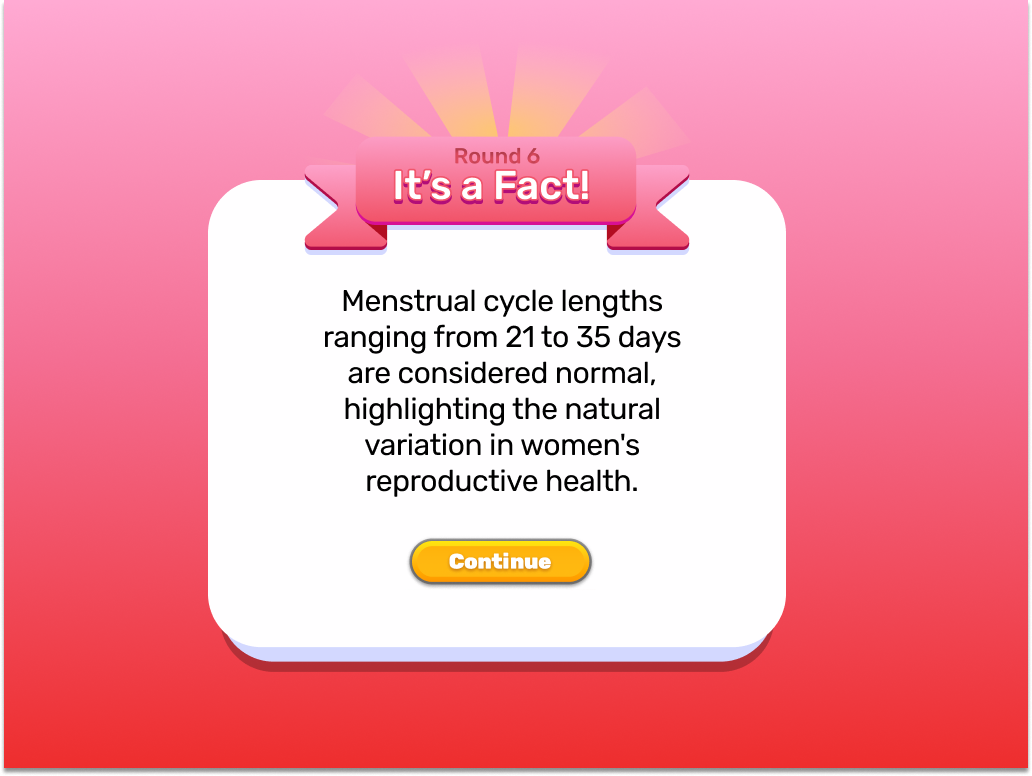 Round 6
It's a Fact!
Menstrual cycle lengths
ranging from 21 to 35 days
are considered normal,
highlighting the natural
variation in women's
reproductive health.
Continue